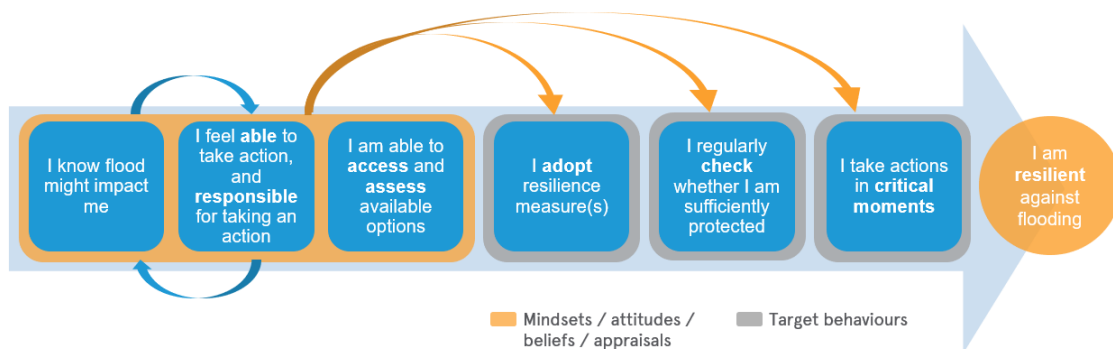 I know flood
might impact
me
I feel able to
take action,
and
responsible
for taking an
action
I am able to
access and
assess
available
options
I adopt
resilience
measure(s)
I regularly
check
whether I am
sufficiently
protected
I take actions
in critical
moments
I am
resilient
against
flooding
Mindsets / attitudes /
beliefs / appraisals
Target behaviours